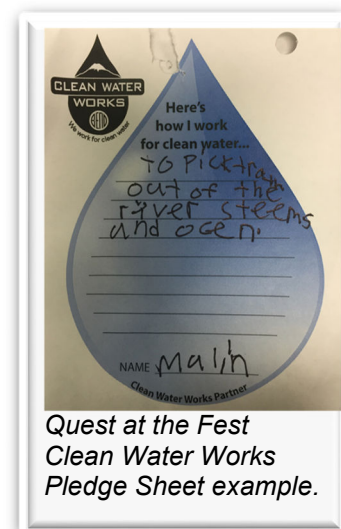 CLEAN WATER
WORKS
BEND
We work for clean water
Here's
how I work
for clean water...
TO PICK trash
out of the
river steems
and ocen.
NAME Malin
Clean Water Works Partner
Quest at the Fest
Clean Water Works
Pledge Sheet example.